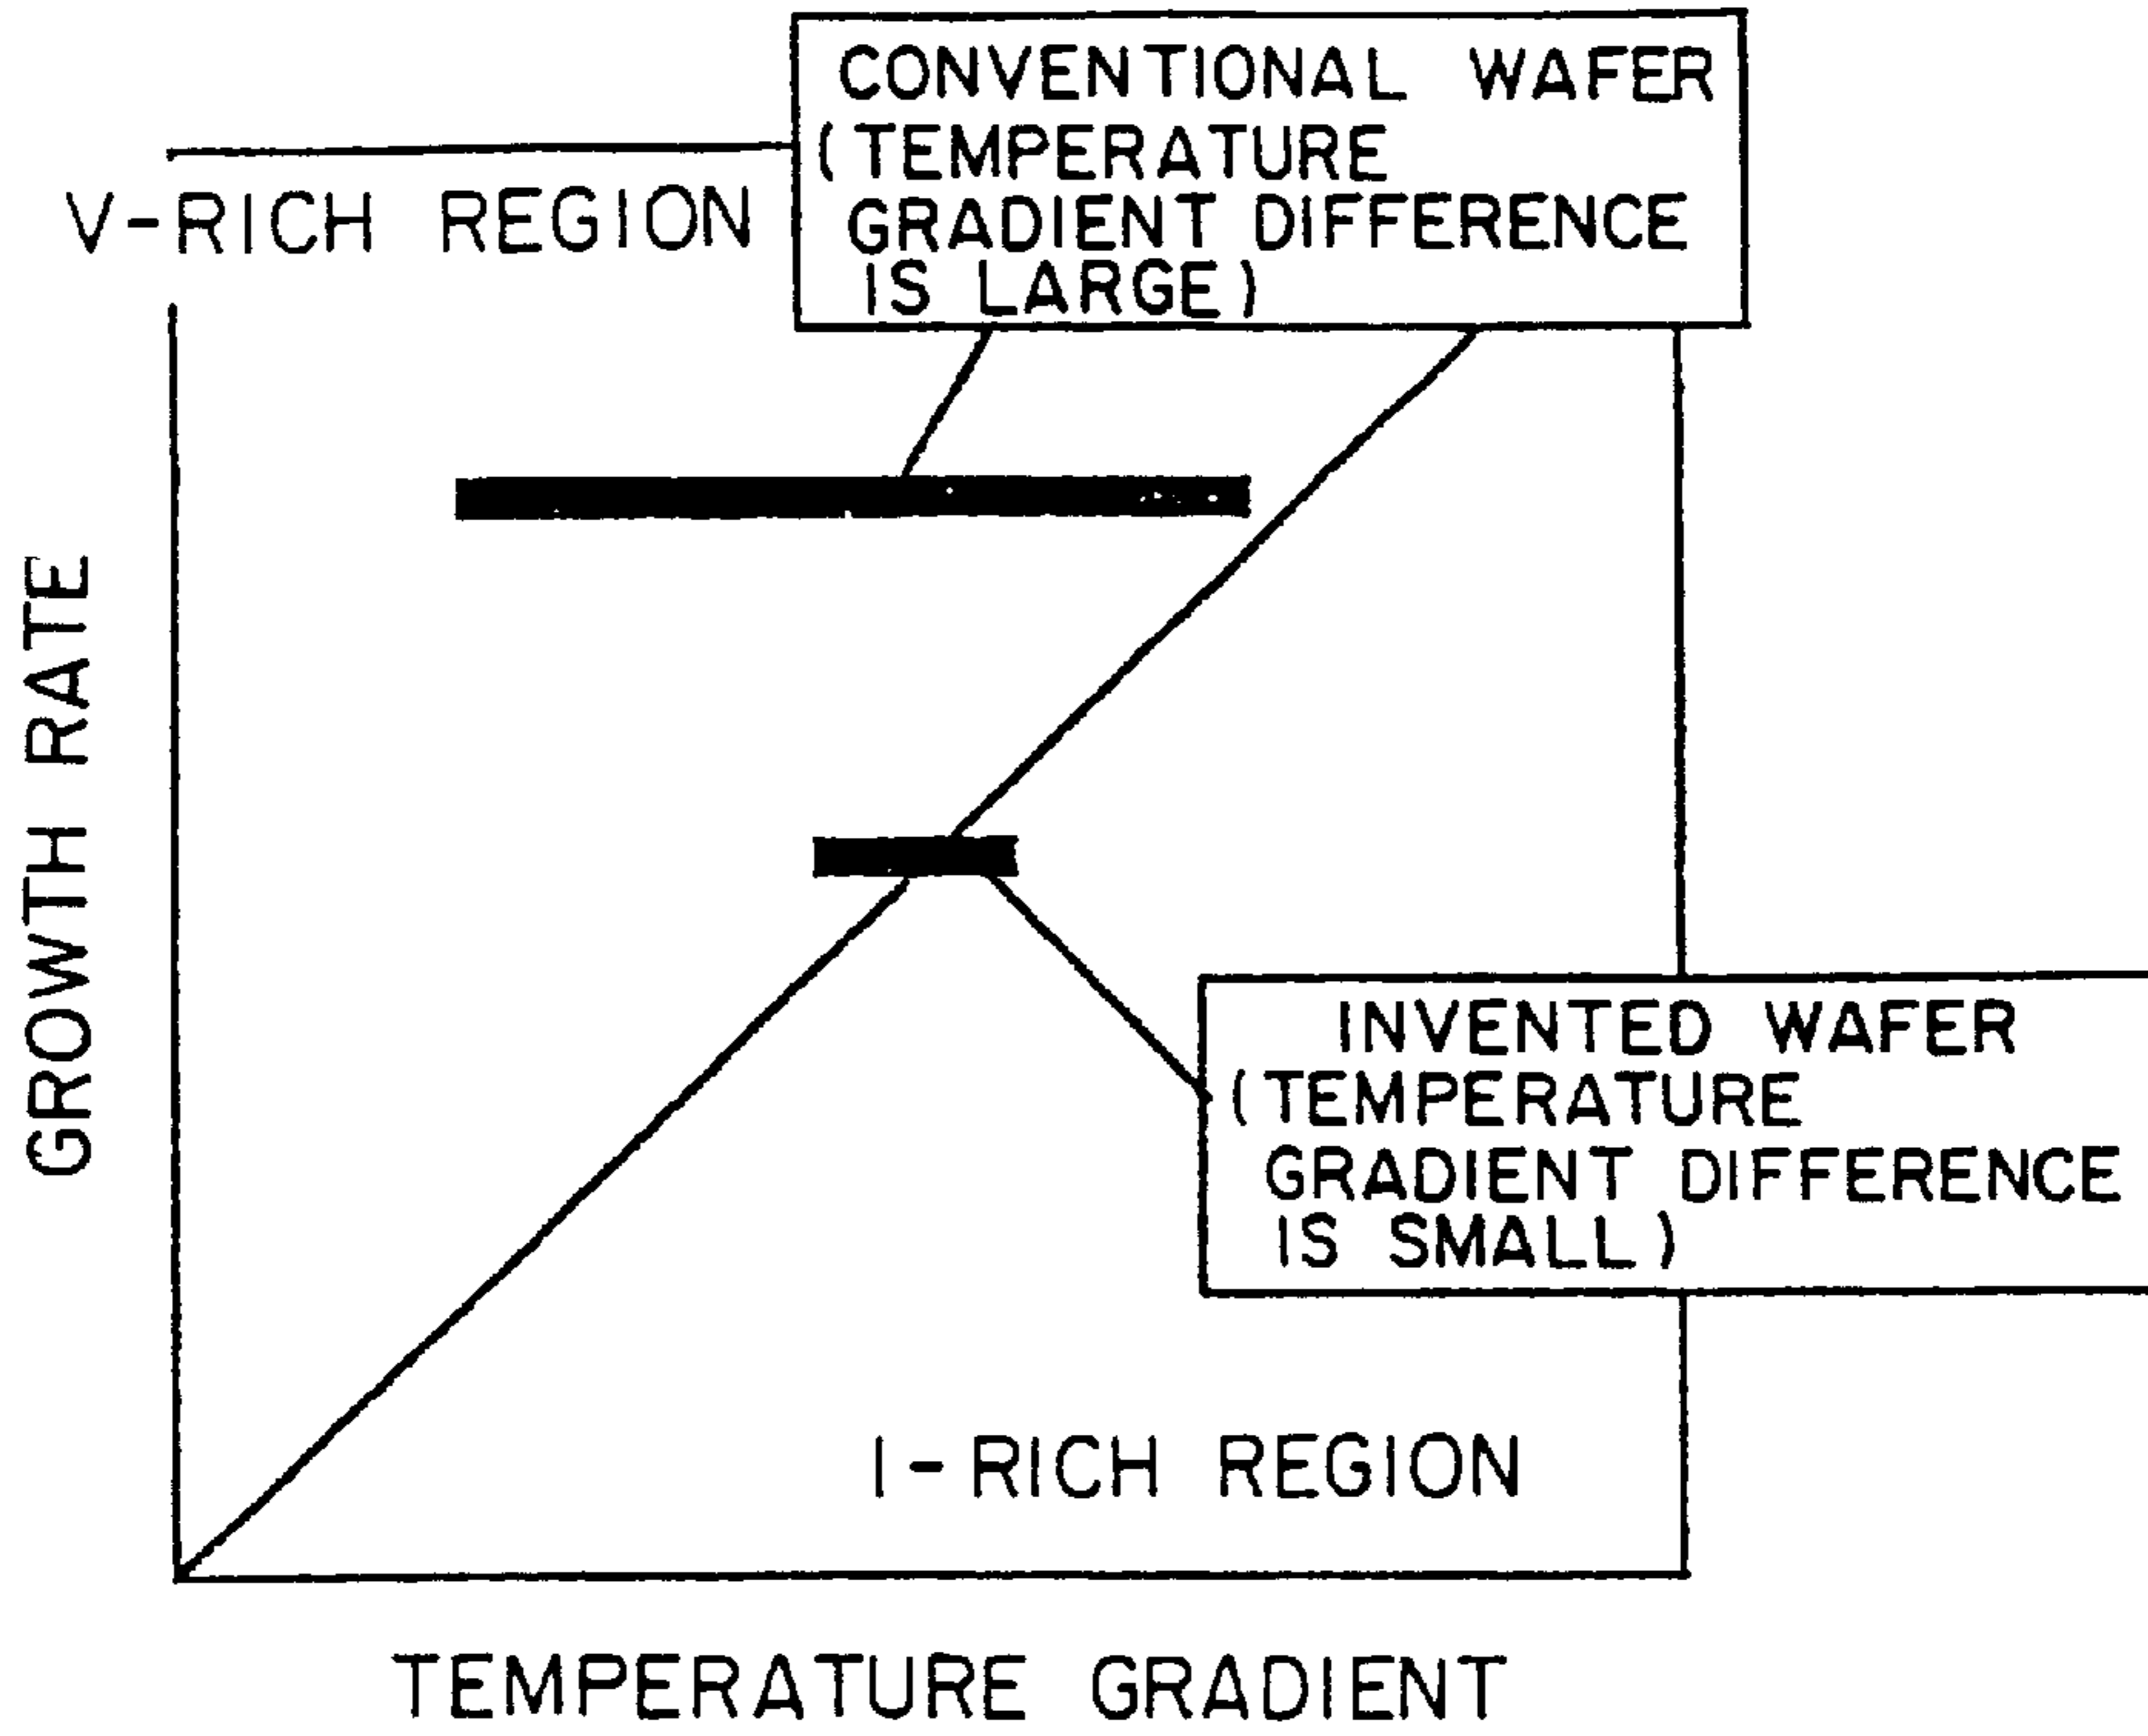 CONVENTIONAL WAFER
(TEMPERATURE
GRADIENT DIFFERENCE
IS LARGE)
V-RICH REGION
GROWTH RATE
INVENTED WAFER
(TEMPERATURE
GRADIENT DIFFERENCE
IS SMALL)
I-RICH REGION
TEMPERATURE GRADIENT